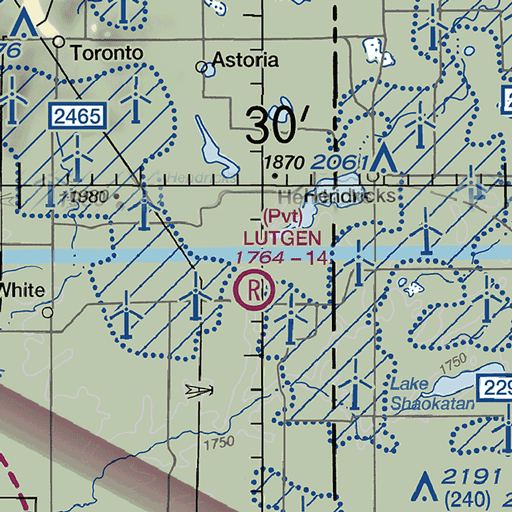 Toronto
Astoria
2465
30'
1870
2061
Hendricks
Hendricks
1980
(Pvt)
LUTGEN
1764 - 14
White
R
1750
Lake
Shaokatan
229
1750
2191
(240)